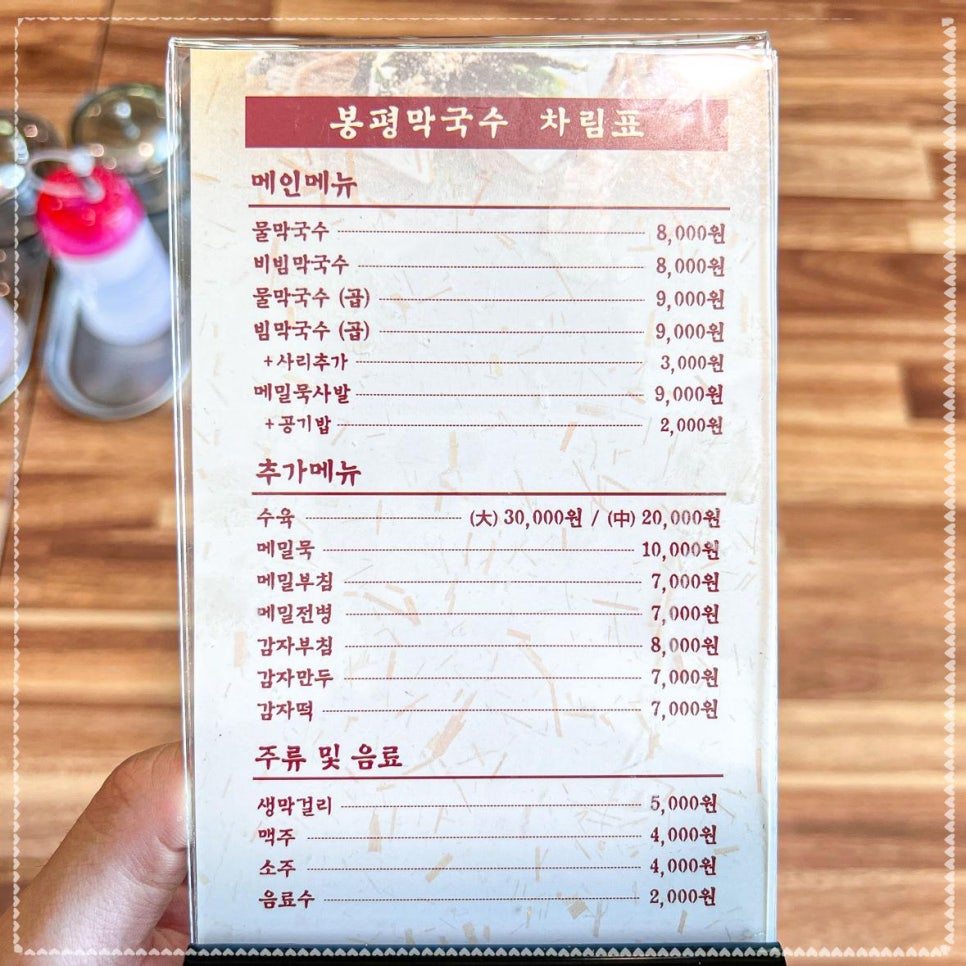 봉평막국수 차림표
메인메뉴
물막국수 8,000원
비빔막국수 8,000원
물막국수 (곱) 9,000원
빔막국수 (곱) 9,000원
+사리추가 3,000원
메밀묵사발 9,000원
+공기밥 2,000원
추가메뉴
수육 (大) 30,000원 / (中) 20,000원
메밀묵 10,000원
메밀부침 7,000원
메밀전병 7,000원
감자부침 8,000원
감자만두 7,000원
감자떡 7,000원
주류 및 음료
생막걸리 5,000원
맥주 4,000원
소주 4,000원
음료수 2,000원